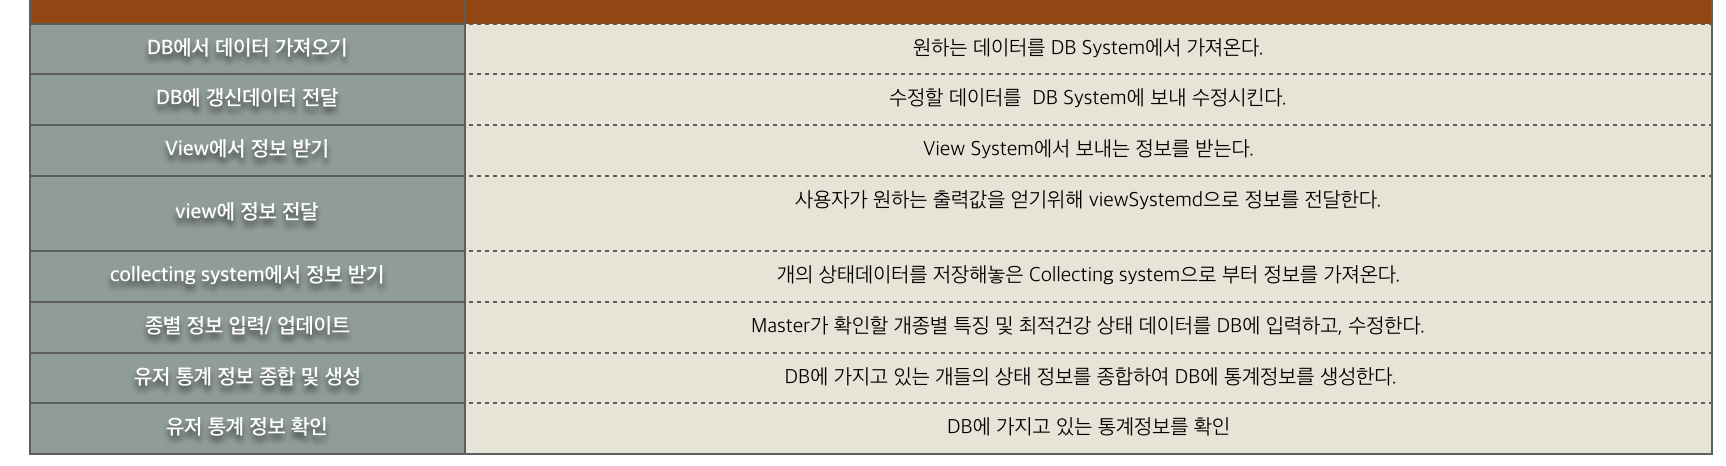 DB에서 데이터 가져오기
원하는 데이터를 DB System에서 가져온다.
DB에 갱신데이터 전달
수정할 데이터를  DB System에 보내 수정시킨다.
View에서 정보 받기
View System에서 보내는 정보를 받는다.
view에 정보 전달
사용자가 원하는 출력값을 얻기위해 viewSystemd으로 정보를 전달한다.
collecting system에서 정보 받기
개의 상태데이터를 저장해놓은 Collecting system으로 부터 정보를 가져온다.
종별 정보 입력/ 업데이트
Master가 확인할 개종별 특징 및 최적건강 상태 데이터를 DB에 입력하고, 수정한다.
유저 통계 정보 종합 및 생성
DB에 가지고 있는 개들의 상태 정보를 종합하여 DB에 통계정보를 생성한다.
유저 통계 정보 확인
DB에 가지고 있는 통계정보를 확인